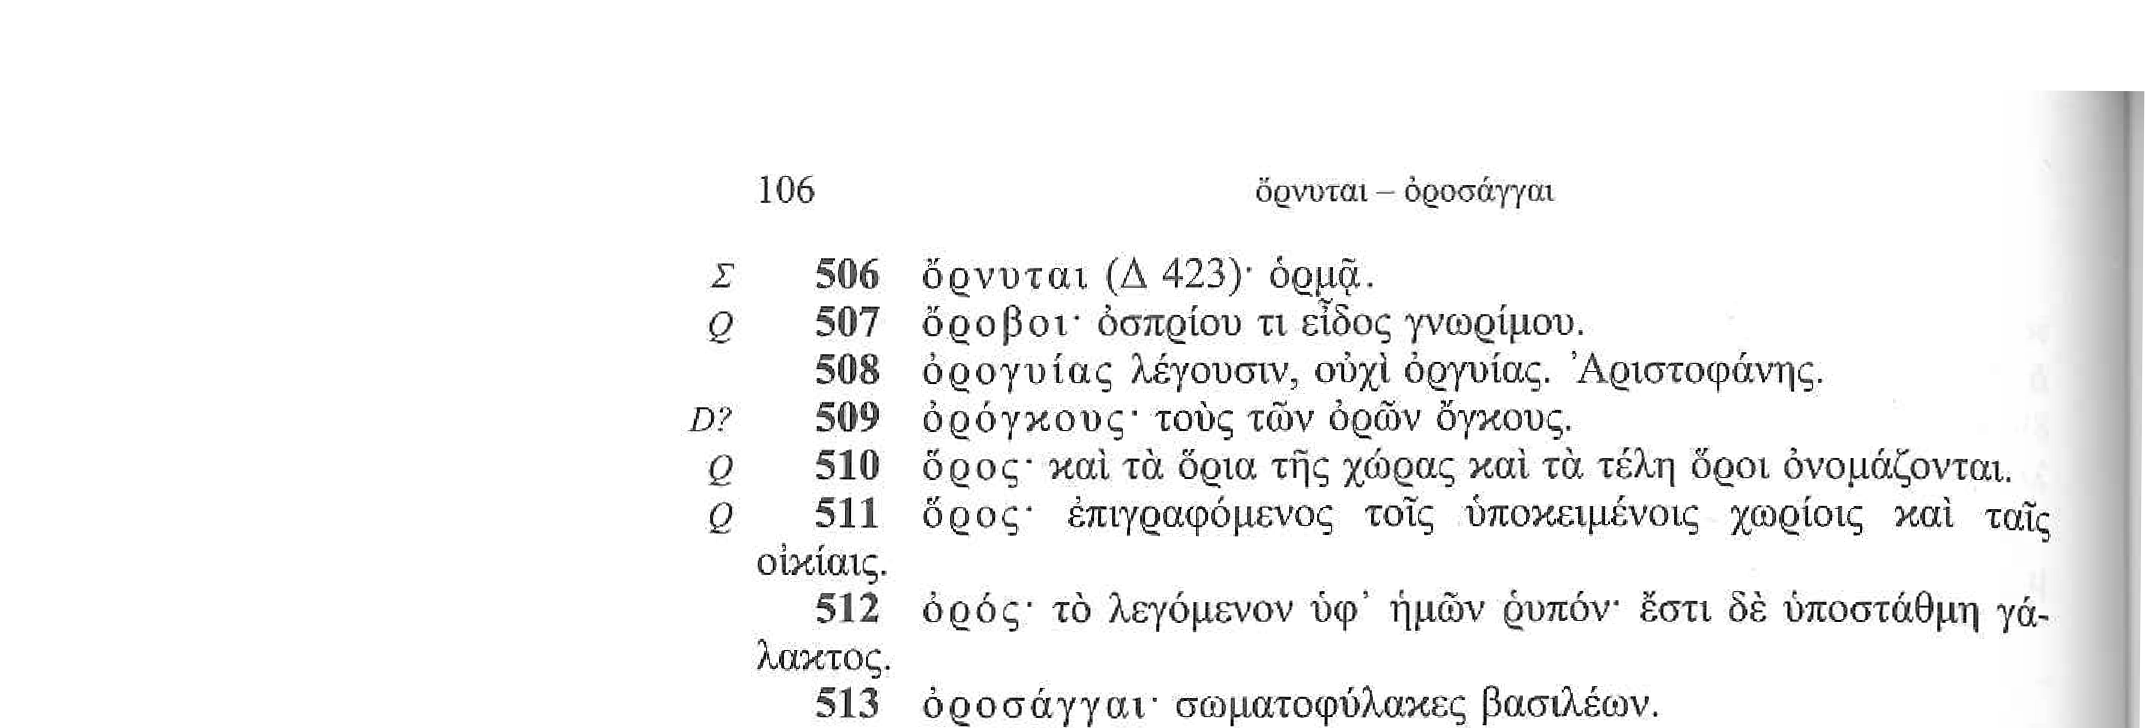 106 ὄρνυται – ὀροσάγγαι
Σ 506 ὄρνυται (Δ 423)· ὁρμᾷ.
Q 507 ὄροβοι· ὀσπρίου τι εἶδος γνωρίμου.
508 ὀρογυίας λέγουσιν, οὐχὶ ὀργυίας. Ἀριστοφάνης.
D? 509 ὀρόγκους· τοὺς τῶν ὀρῶν ὄγκους.
Q 510 ὅρος· καὶ τὰ ὅρια τῆς χώρας καὶ τὰ τέλη ὅροι ὀνομάζονται.
Q 511 ὅρος· ἐπιγραφόμενος τοῖς ὑποκειμένοις χωρίοις καὶ ταῖς
οἰκίαις.
512 ὀρός· τὸ λεγόμενον ὑφ’ ἡμῶν ῥυπόν· ἔστι δὲ ὑποστάθμη γά-
λακτος.
513 ὀροσάγγαι· σωματοφύλακες βασιλέων.